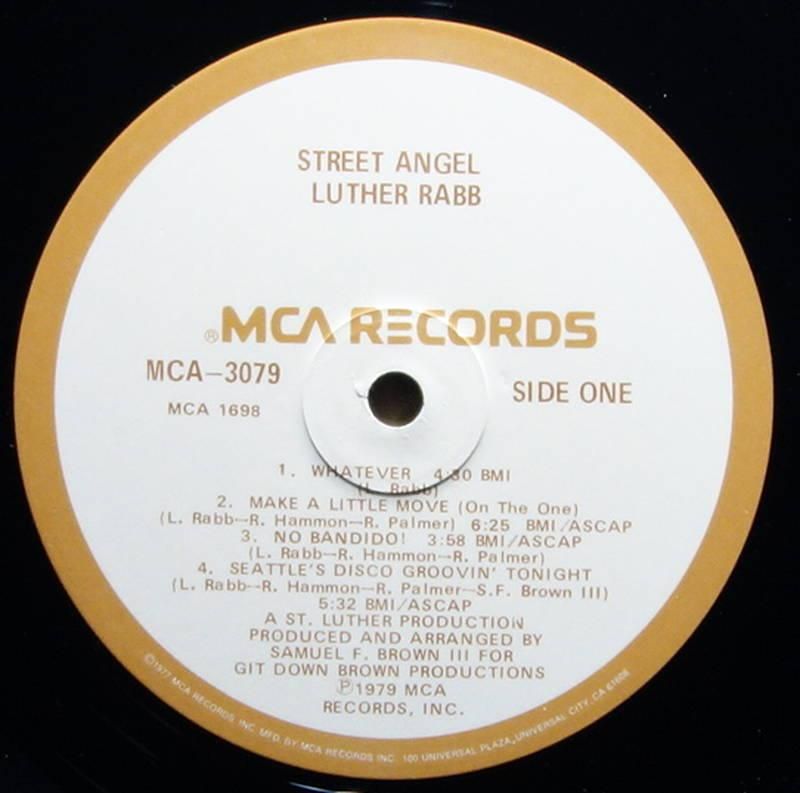 STREET ANGEL
LUTHER RABB
®MCA RECORDS
MCA-3079
MCA 1698
SIDE ONE
1. WHATEVER 4:30 BMI
(L. Rabb)
2. MAKE A LITTLE MOVE (On The One)
(L. Rabb-R. Hammon-R. Palmer) 6:25 BMI/ASCAP
3. NO BANDIDO! 3:58 BMI/ASCAP
(L. Rabb-R. Hammon-R. Palmer)
4. SEATTLE'S DISCO GROOVIN' TONIGHT
(L. Rabb-R. Hammon-R. Palmer-S.F. Brown III)
5:32 BMI/ASCAP
A ST. LUTHER PRODUCTION
PRODUCED AND ARRANGED BY
SAMUEL F. BROWN III FOR
GIT DOWN BROWN PRODUCTIONS
Ⓟ1979 MCA
RECORDS, INC.
©1977 MCA RECORDS, INC. MFD. BY MCA RECORDS INC. 100 UNIVERSAL PLAZA, UNIVERSAL CITY, CA 91608